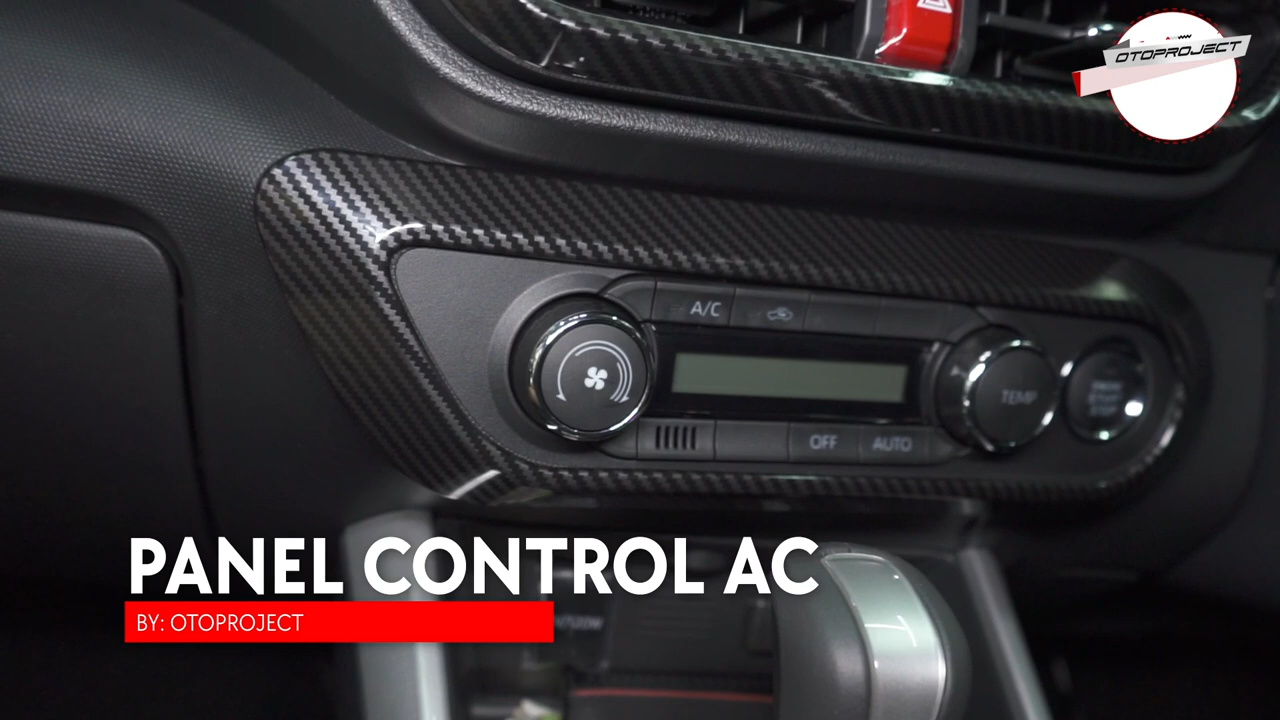 OTOPROJECT
A/C
TEMP
OFF AUTO
PANEL CONTROL AC
BY: OTOPROJECT